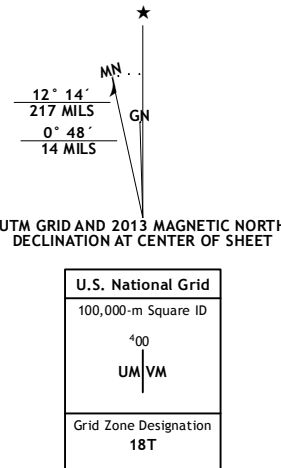 ★
MN
GN
12° 14´
217 MILS
0° 48´
14 MILS
UTM GRID AND 2013 MAGNETIC NORTH
DECLINATION AT CENTER OF SHEET
U.S. National Grid
100,000-m Square ID
⁴00
UM VM
Grid Zone Designation
18T